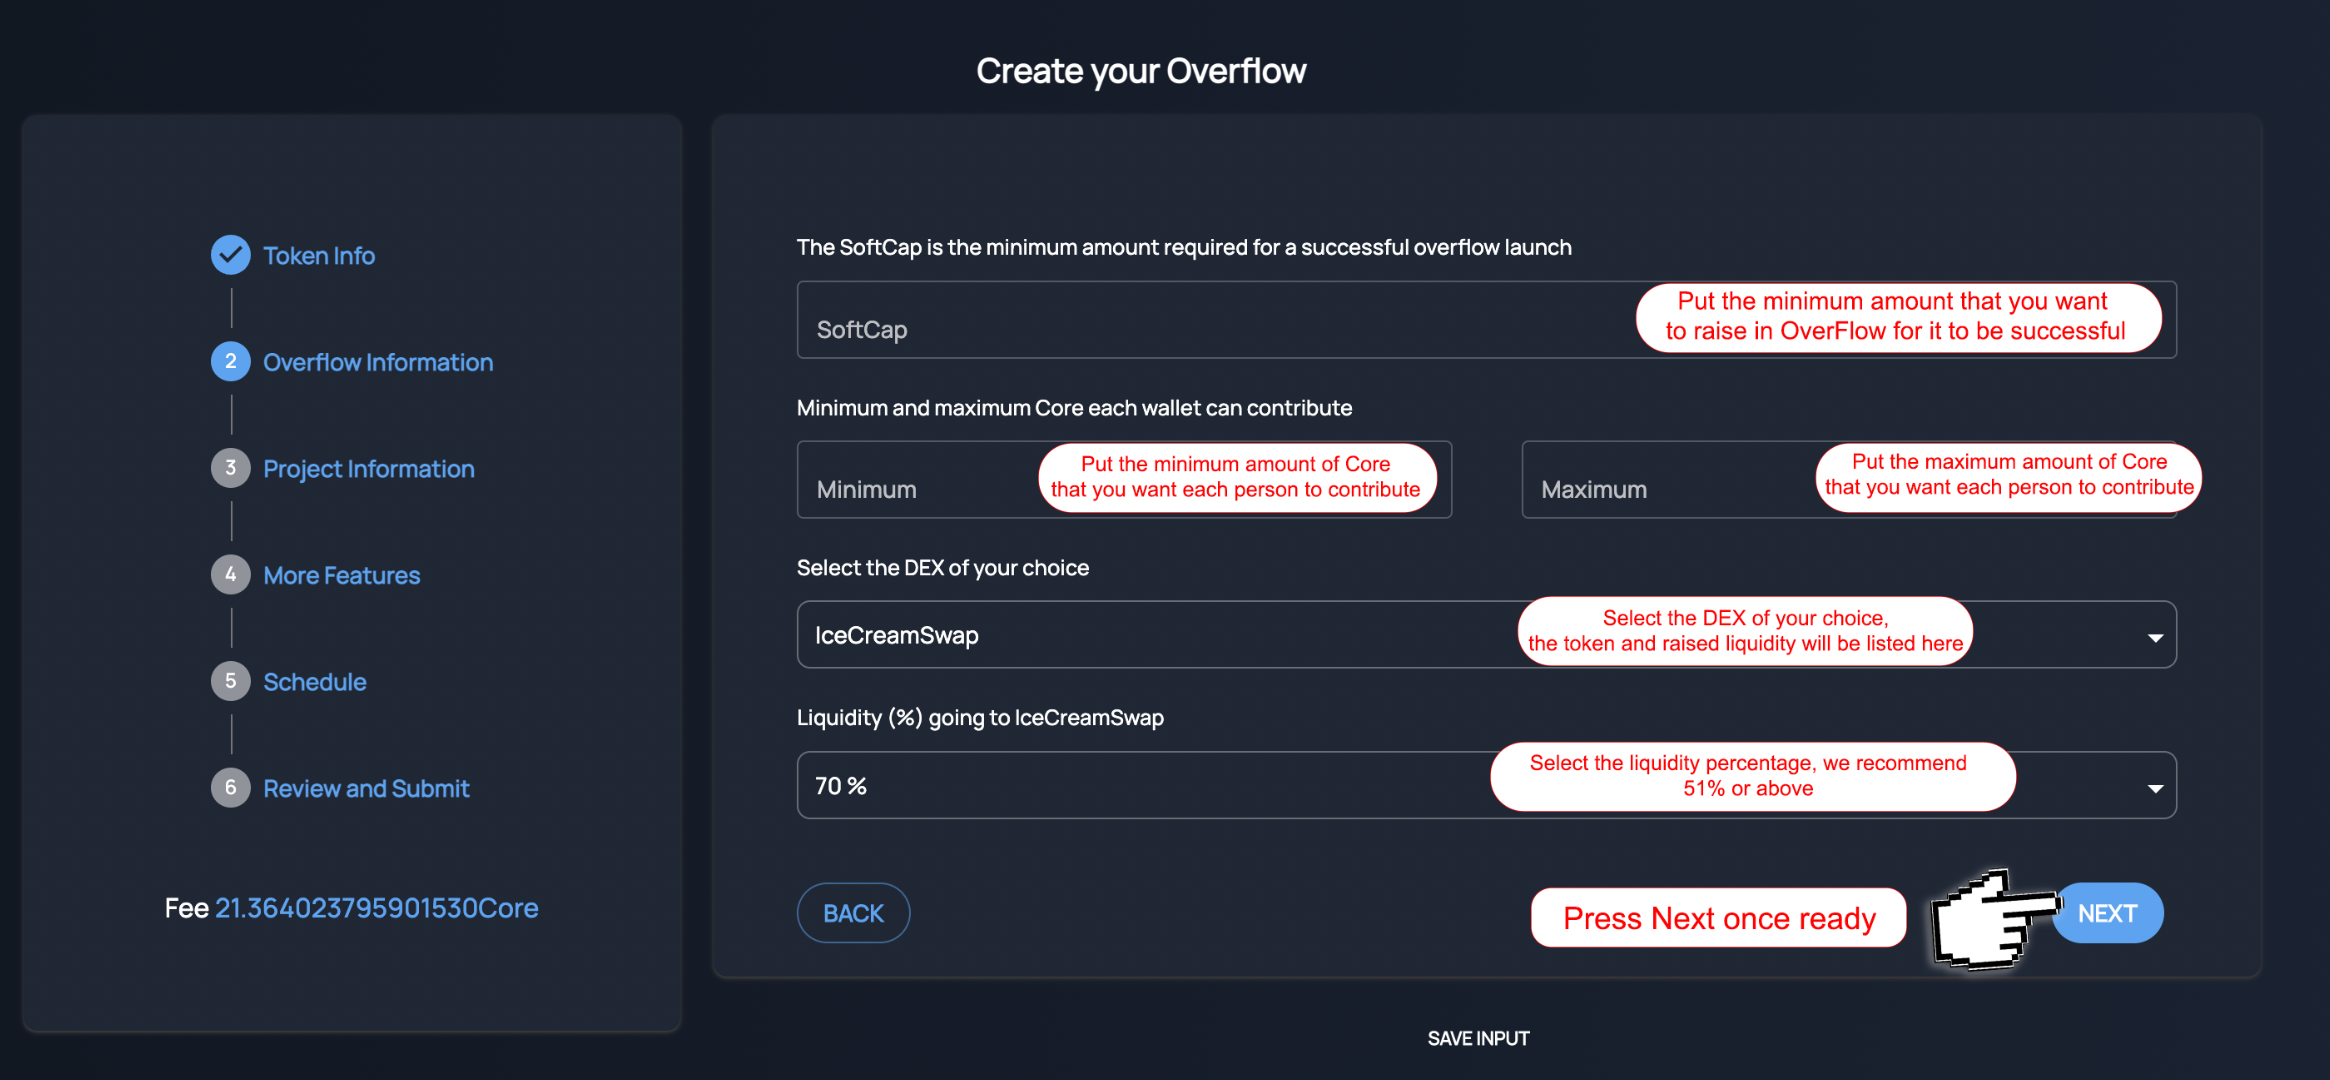 Create your Overflow
Token Info
2 Overflow Information
3 Project Information
4 More Features
5 Schedule
6 Review and Submit
Fee 21.364023795901530Core
The SoftCap is the minimum amount required for a successful overflow launch
SoftCap
Put the minimum amount that you want
to raise in OverFlow for it to be successful
Minimum and maximum Core each wallet can contribute
Minimum
Put the minimum amount of Core
that you want each person to contribute
Maximum
Put the maximum amount of Core
that you want each person to contribute
Select the DEX of your choice
IceCreamSwap
Select the DEX of your choice,
the token and raised liquidity will be listed here
Liquidity (%) going to IceCreamSwap
70 %
Select the liquidity percentage, we recommend
51% or above
BACK
Press Next once ready
NEXT
SAVE INPUT